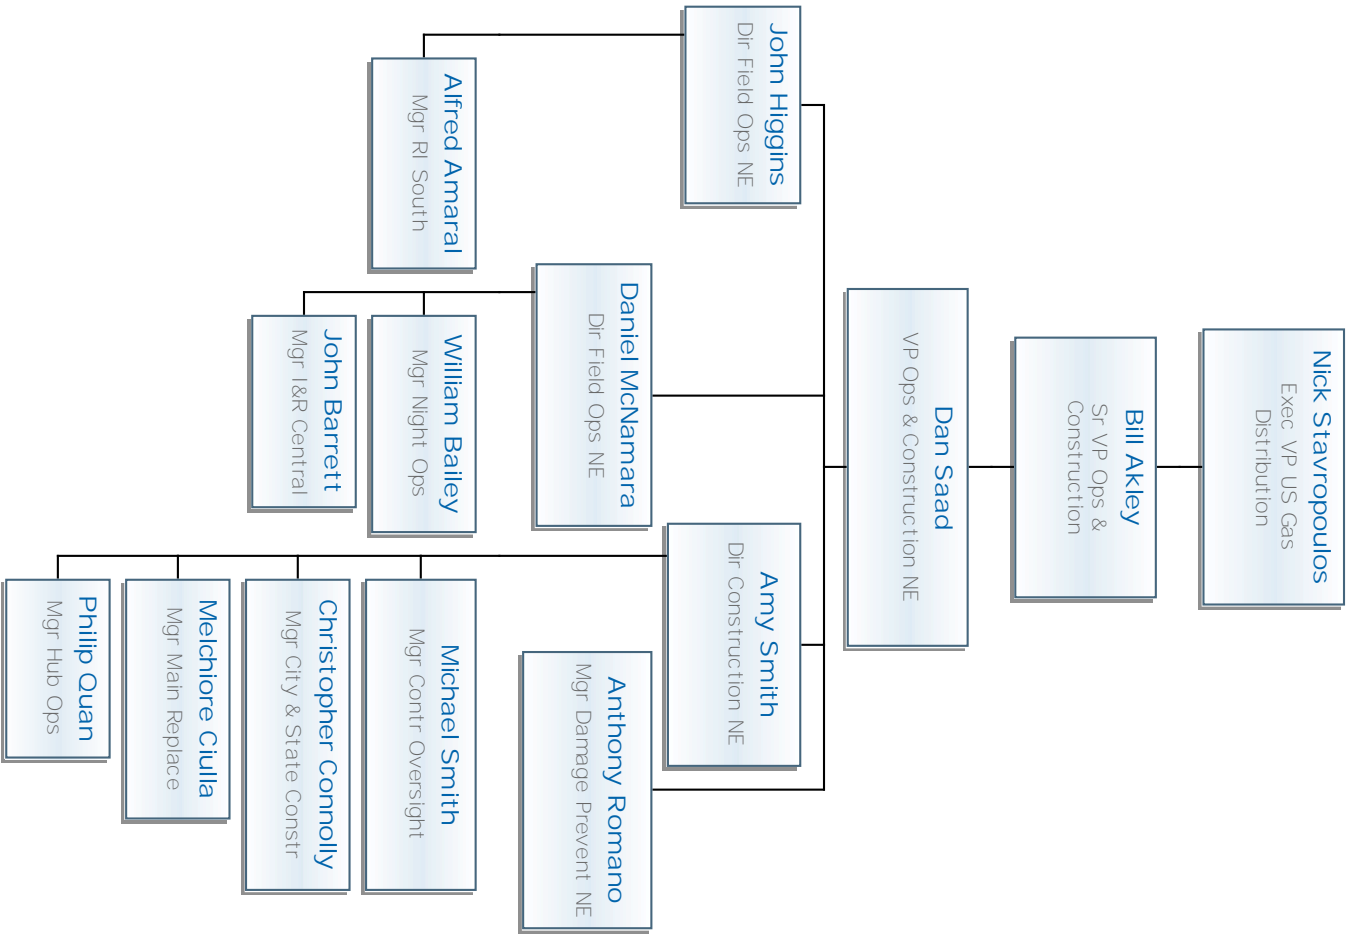 Nick Stavropoulos
Exec VP US Gas
Distribution
Bill Akley
Sr VP Ops &
Construction
Dan Saad
VP Ops & Construction NE
John Higgins
Dir Field Ops NE
Alfred Amaral
Mgr RI South
Daniel McNamara
Dir Field Ops NE
William Bailey
Mgr Night Ops
John Barrett
Mgr I&R Central
Amy Smith
Dir Construction NE
Michael Smith
Mgr Contr Oversight
Christopher Connolly
Mgr City & State Constr
Melchiore Ciulla
Mgr Main Replace
Philip Quan
Mgr Hub Ops
Anthony Romano
Mgr Damage Prevent NE